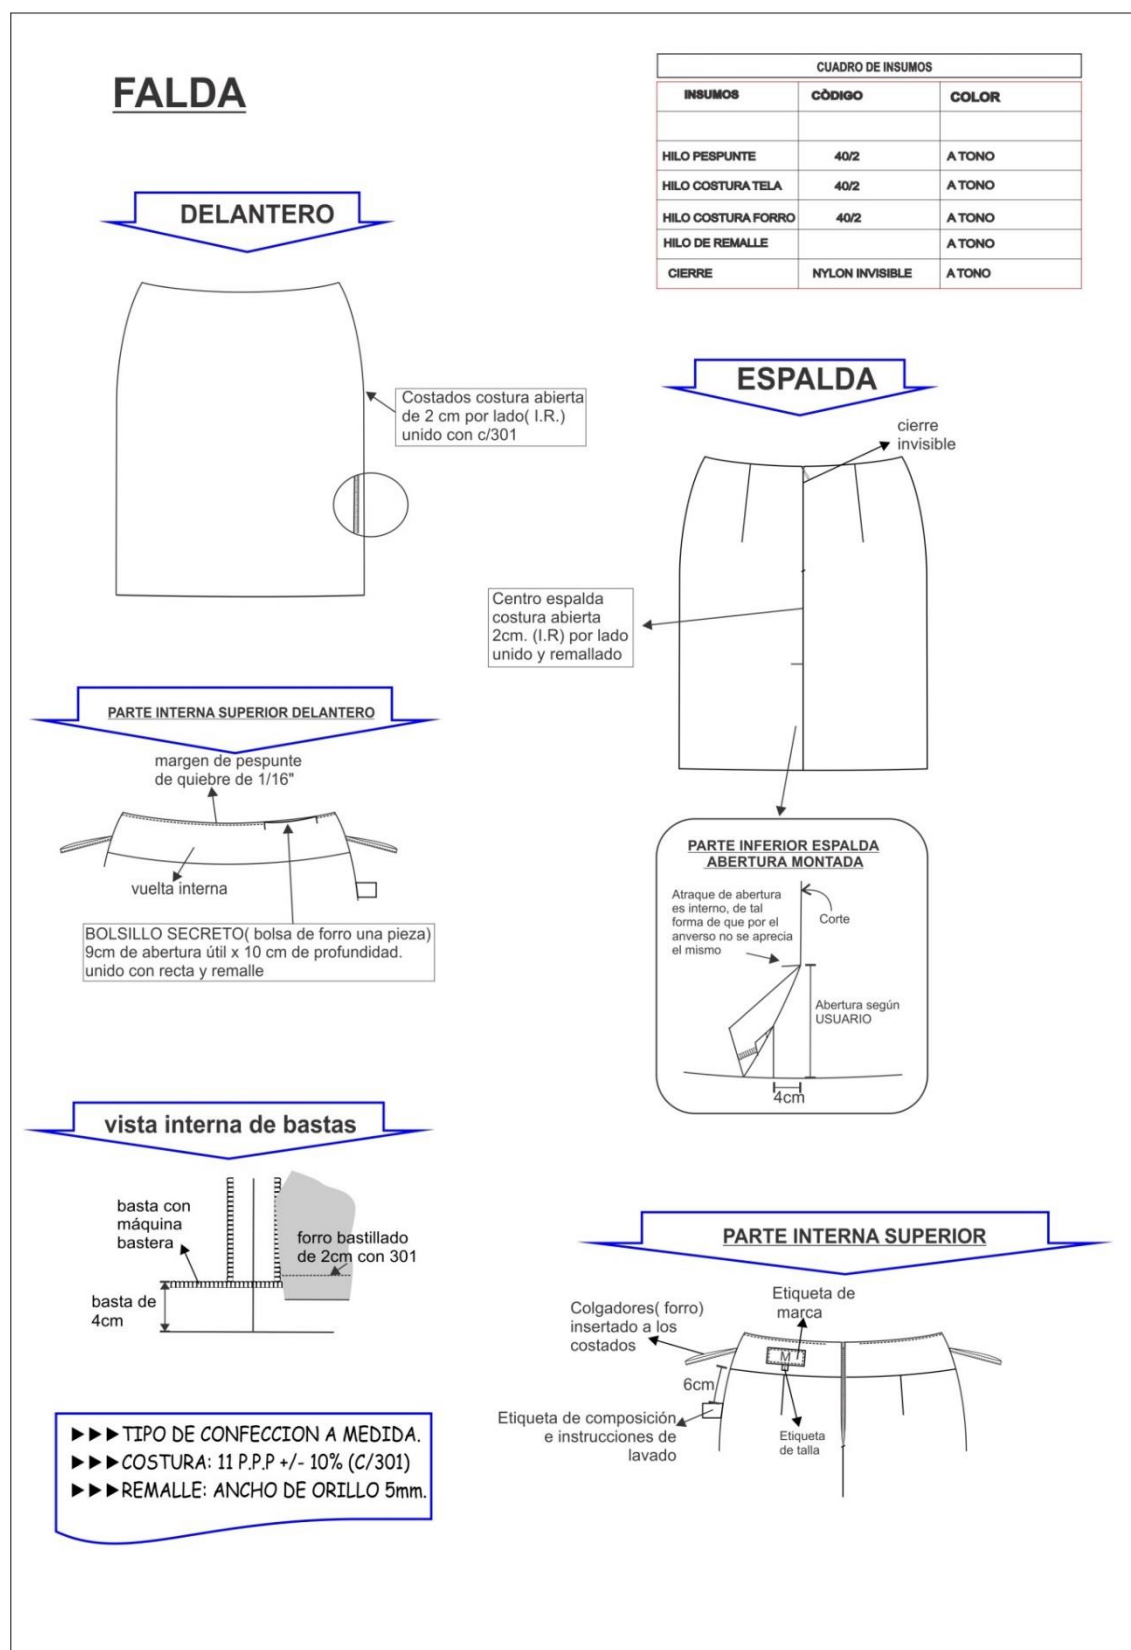 FALDA
CUADRO DE INSUMOS
INSUMOS CÒDIGO COLOR
HILO PESPUNTE 40/2 A TONO
HILO COSTURA TELA 40/2 A TONO
HILO COSTURA FORRO 40/2 A TONO
HILO DE REMALLE A TONO
CIERRE NYLON INVISIBLE A TONO
DELANTERO
Costados costura abierta
de 2 cm por lado( I.R.)
unido con c/301
ESPALDA
cierre
invisible
Centro espalda
costura abierta
2cm. (I.R) por lado
unido y remallado
PARTE INTERNA SUPERIOR DELANTERO
margen de pespunte
de quiebre de 1/16"
vuelta interna
BOLSILLO SECRETO( bolsa de forro una pieza)
9cm de abertura útil x 10 cm de profundidad.
unido con recta y remalle
PARTE INFERIOR ESPALDA
ABERTURA MONTADA
Atraque de abertura
es interno, de tal
forma de que por el
anverso no se aprecia
el mismo
Corte
Abertura según
USUARIO
4cm
vista interna de bastas
basta con
máquina
bastera
forro bastillado
de 2cm con 301
basta de
4cm
PARTE INTERNA SUPERIOR
Etiqueta de
marca
Colgadores( forro)
insertado a los
costados
M
6cm
Etiqueta de composición
e instrucciones de
lavado
Etiqueta
de talla
►►►TIPO DE CONFECCION A MEDIDA.
►►►COSTURA: 11 P.P.P +/- 10% (C/301)
►►►REMALLE: ANCHO DE ORILLO 5mm.